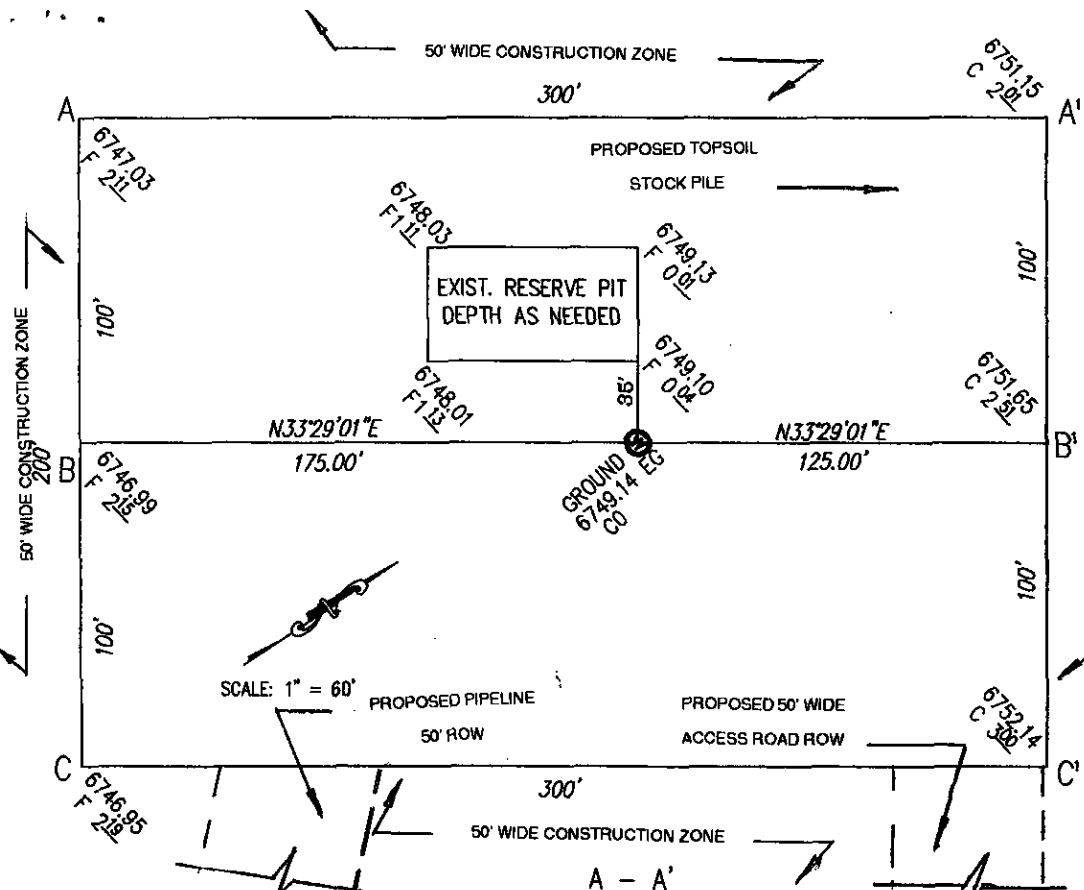 50' WIDE CONSTRUCTION ZONE
300'
6751.15
C 2.01
A
A'
6747.03
F 2.11
PROPOSED TOPSOIL
STOCK PILE
6748.03
F1.11
6749.13
F 0.01
100'
100'
EXIST. RESERVE PIT
DEPTH AS NEEDED
50' WIDE CONSTRUCTION ZONE
200'
6748.01
F1.13
35'
6749.10
F 0.04
6751.65
C 2.51
N33°29'01"E
175.00'
N33°29'01"E
125.00'
B
B'
6746.99
F 2.15
GROUND
6749.14 EG
C0
100'
100'
SCALE: 1" = 60'
PROPOSED PIPELINE
50' ROW
PROPOSED 50' WIDE
ACCESS ROAD ROW
6752.14
C 3.00
C
C'
6746.95
F 2.19
300'
50' WIDE CONSTRUCTION ZONE
A - A'